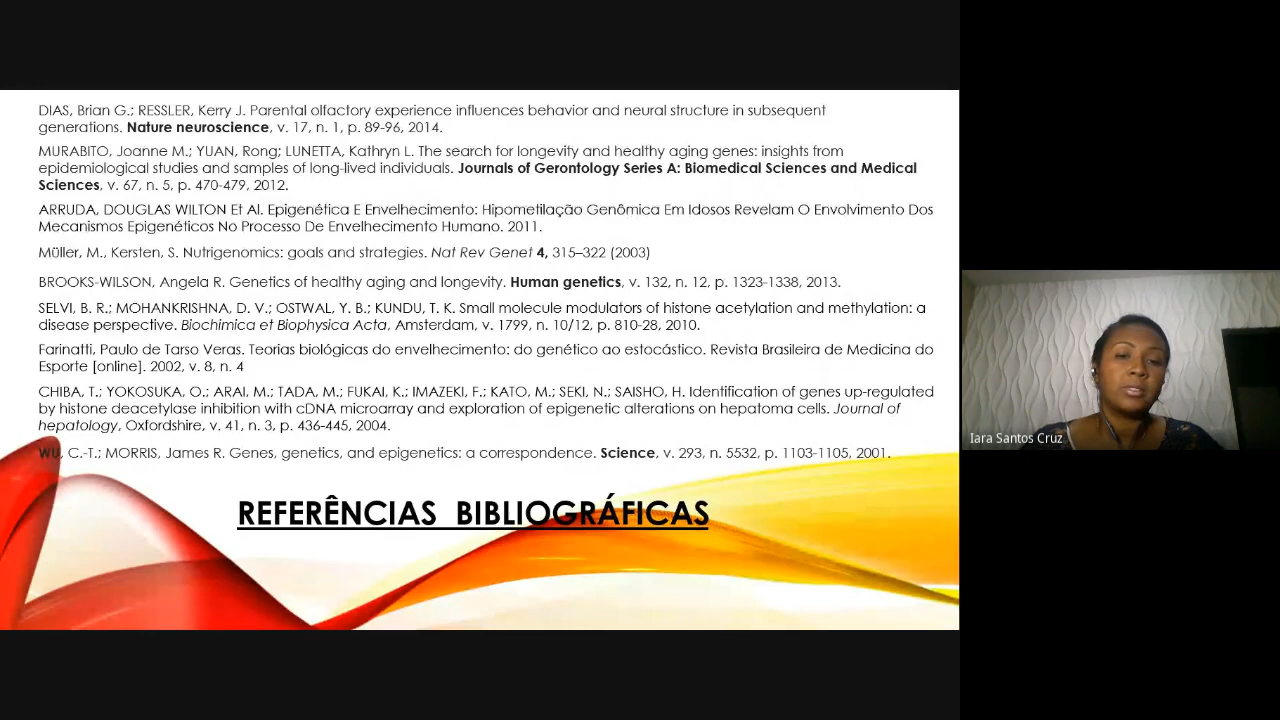 DIAS, Brian G.; RESSLER, Kerry J. Parental olfactory experience influences behavior and neural structure in subsequent
generations. Nature neuroscience, v. 17, n. 1, p. 89-96, 2014.
MURABITO, Joanne M.; YUAN, Rong; LUNETTA, Kathryn L. The search for longevity and healthy aging genes: insights from
epidemiological studies and samples of long-lived individuals. Journals of Gerontology Series A: Biomedical Sciences and Medical
Sciences, v. 67, n. 5, p. 470-479, 2012.
ARRUDA, DOUGLAS WILTON Et Al. Epigenética E Envelhecimento: Hipometilação Genômica Em Idosos Revelam O Envolvimento Dos
Mecanismos Epigenéticos No Processo De Envelhecimento Humano. 2011.
Müller, M., Kersten, S. Nutrigenomics: goals and strategies. Nat Rev Genet 4, 315–322 (2003)
BROOKS-WILSON, Angela R. Genetics of healthy aging and longevity. Human genetics, v. 132, n. 12, p. 1323-1338, 2013.
SELVI, B. R.; MOHANKRISHNA, D. V.; OSTWAL, Y. B.; KUNDU, T. K. Small molecule modulators of histone acetylation and methylation: a
disease perspective. Biochimica et Biophysica Acta, Amsterdam, v. 1799, n. 10/12, p. 810-28, 2010.
Farinatti, Paulo de Tarso Veras. Teorias biológicas do envelhecimento: do genético ao estocástico. Revista Brasileira de Medicina do
Esporte [online]. 2002, v. 8, n. 4
CHIBA, T.; YOKOSUKA, O.; ARAI, M.; TADA, M.; FUKAI, K.; IMAZEKI, F.; KATO, M.; SEKI, N.; SAISHO, H. Identification of genes up-regulated
by histone deacetylase inhibition with cDNA microarray and exploration of epigenetic alterations on hepatoma cells. Journal of
hepatology, Oxfordshire, v. 41, n. 3, p. 436-445, 2004.
WU, C.-T.; MORRIS, James R. Genes, genetics, and epigenetics: a correspondence. Science, v. 293, n. 5532, p. 1103-1105, 2001.
REFERÊNCIAS BIBLIOGRÁFICAS
Iara Santos Cruz